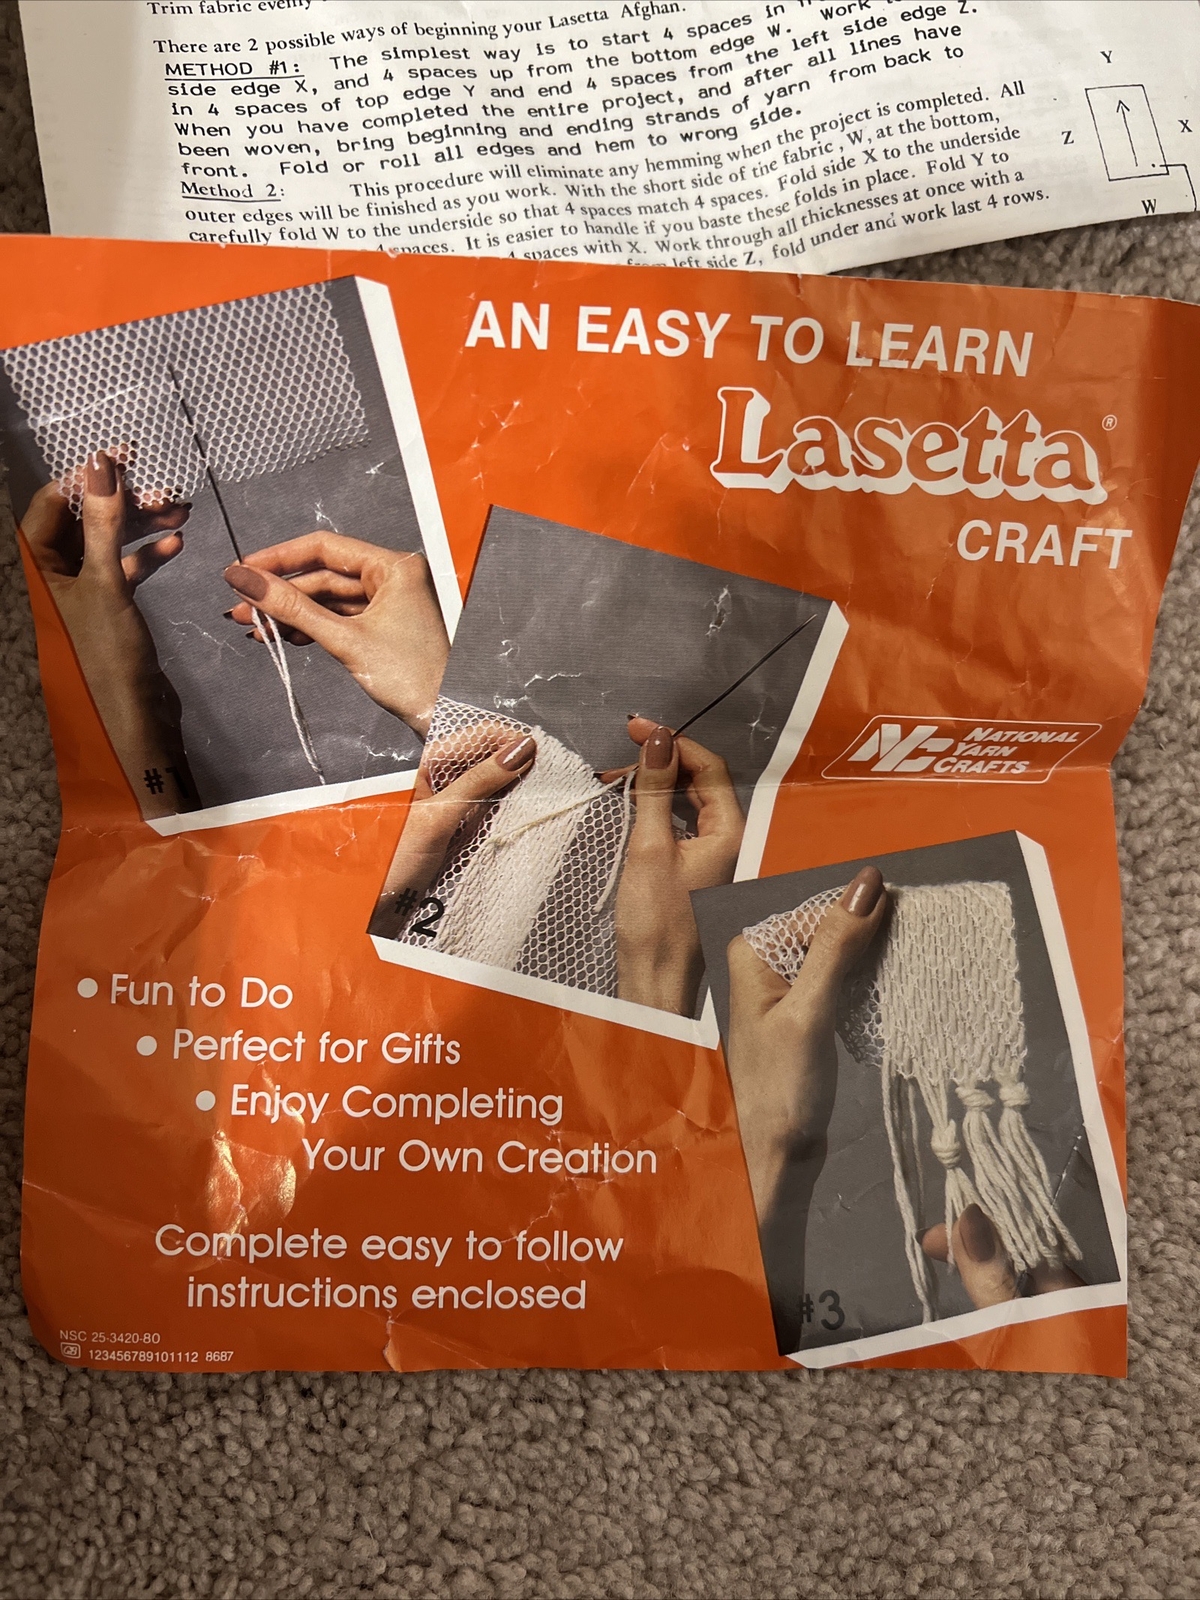 Trim fabric evenly
There are 2 possible ways of beginning your Lasetta Afghan.
METHOD #1: The simplest way is to start 4 spaces in
side edge X, and 4 spaces up from the bottom edge W. Work
in 4 spaces of top edge Y and end 4 spaces from the left side edge Z.
When you have completed the entire project, and after all lines have
been woven, bring beginning and ending strands of yarn from back to
front. Fold or roll all edges and hem to wrong side.
Method 2: This procedure will eliminate any hemming when the project is completed. All
outer edges will be finished as you work. With the short side of the fabric, W, at the bottom,
carefully fold W to the underside so that 4 spaces match 4 spaces. Fold side X to the underside
4 spaces. It is easier to handle if you baste these folds in place. Fold Y to
4 spaces with X. Work through all thicknesses at once with a
left side Z, fold under and work last 4 rows.
Y
Z
X
W
AN EASY TO LEARN
Lasetta®
CRAFT
NYC NATIONAL
YARN
CRAFTS
#1
#2
#3
• Fun to Do
• Perfect for Gifts
• Enjoy Completing
Your Own Creation
Complete easy to follow
instructions enclosed
NSC 25-3420-80
123456789101112 8687